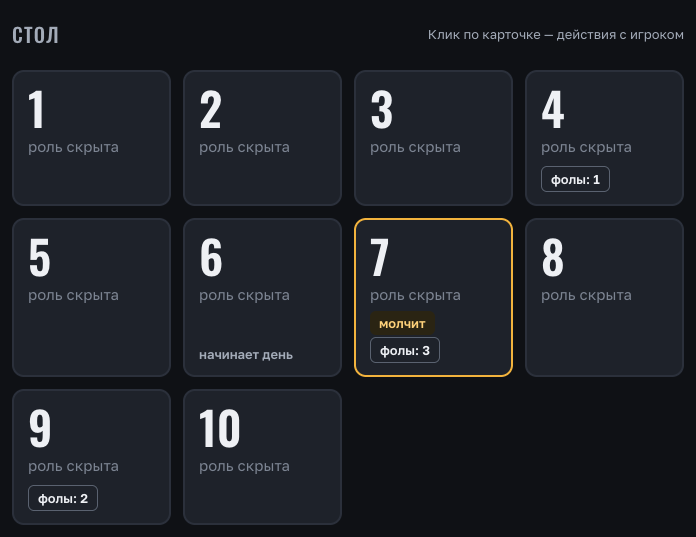 СТОЛ
Клик по карточке — действия с игроком
1
роль скрыта
2
роль скрыта
3
роль скрыта
4
роль скрыта
фолы: 1
5
роль скрыта
6
роль скрыта
начинает день
7
роль скрыта
молчит
фолы: 3
8
роль скрыта
9
роль скрыта
фолы: 2
10
роль скрыта